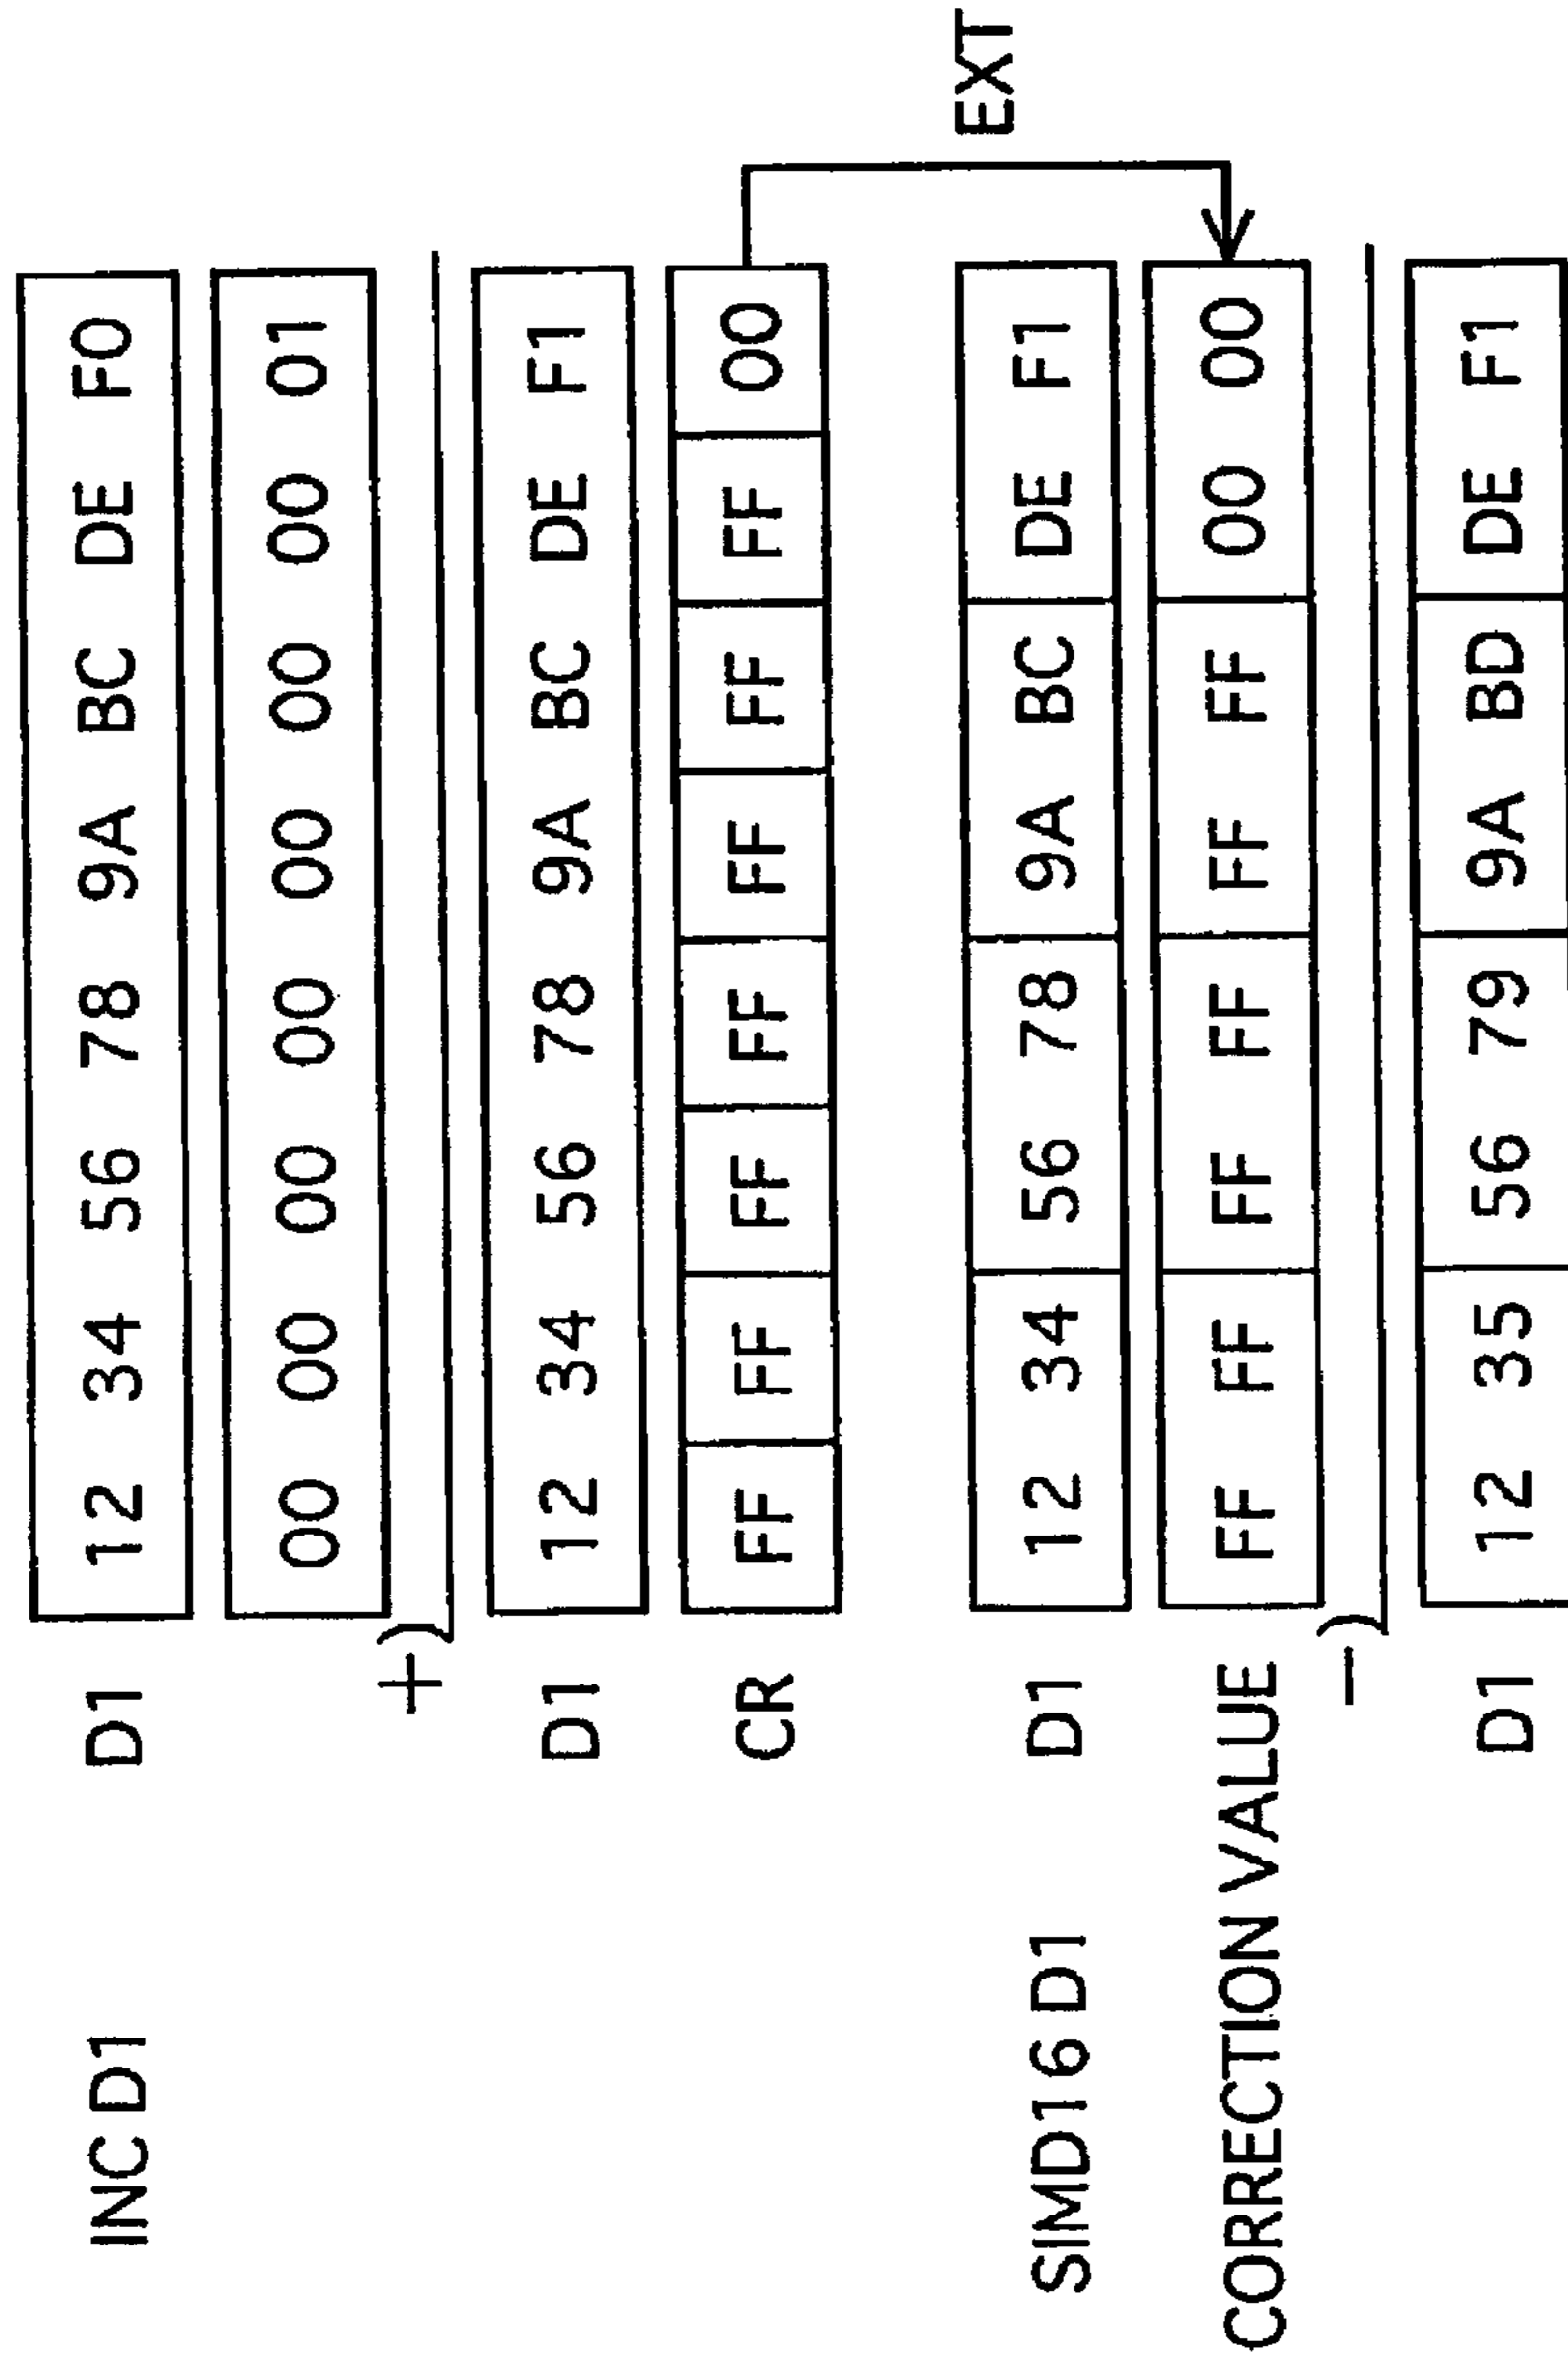 INC D1 D1 12 34 56 78 9A BC DE F0
00 00 00 00 00 00 00 01
+)
D1 12 34 56 78 9A BC DE F1
CR FF FF FF FF FF FF FF 00
EXT
SIMD16 D1 D1 12 34 56 78 9A BC DE F1
CORRECTION VALUE FF FF FF FF FF FF 00 00
−)
D1 12 35 56 79 9A BD DE F1